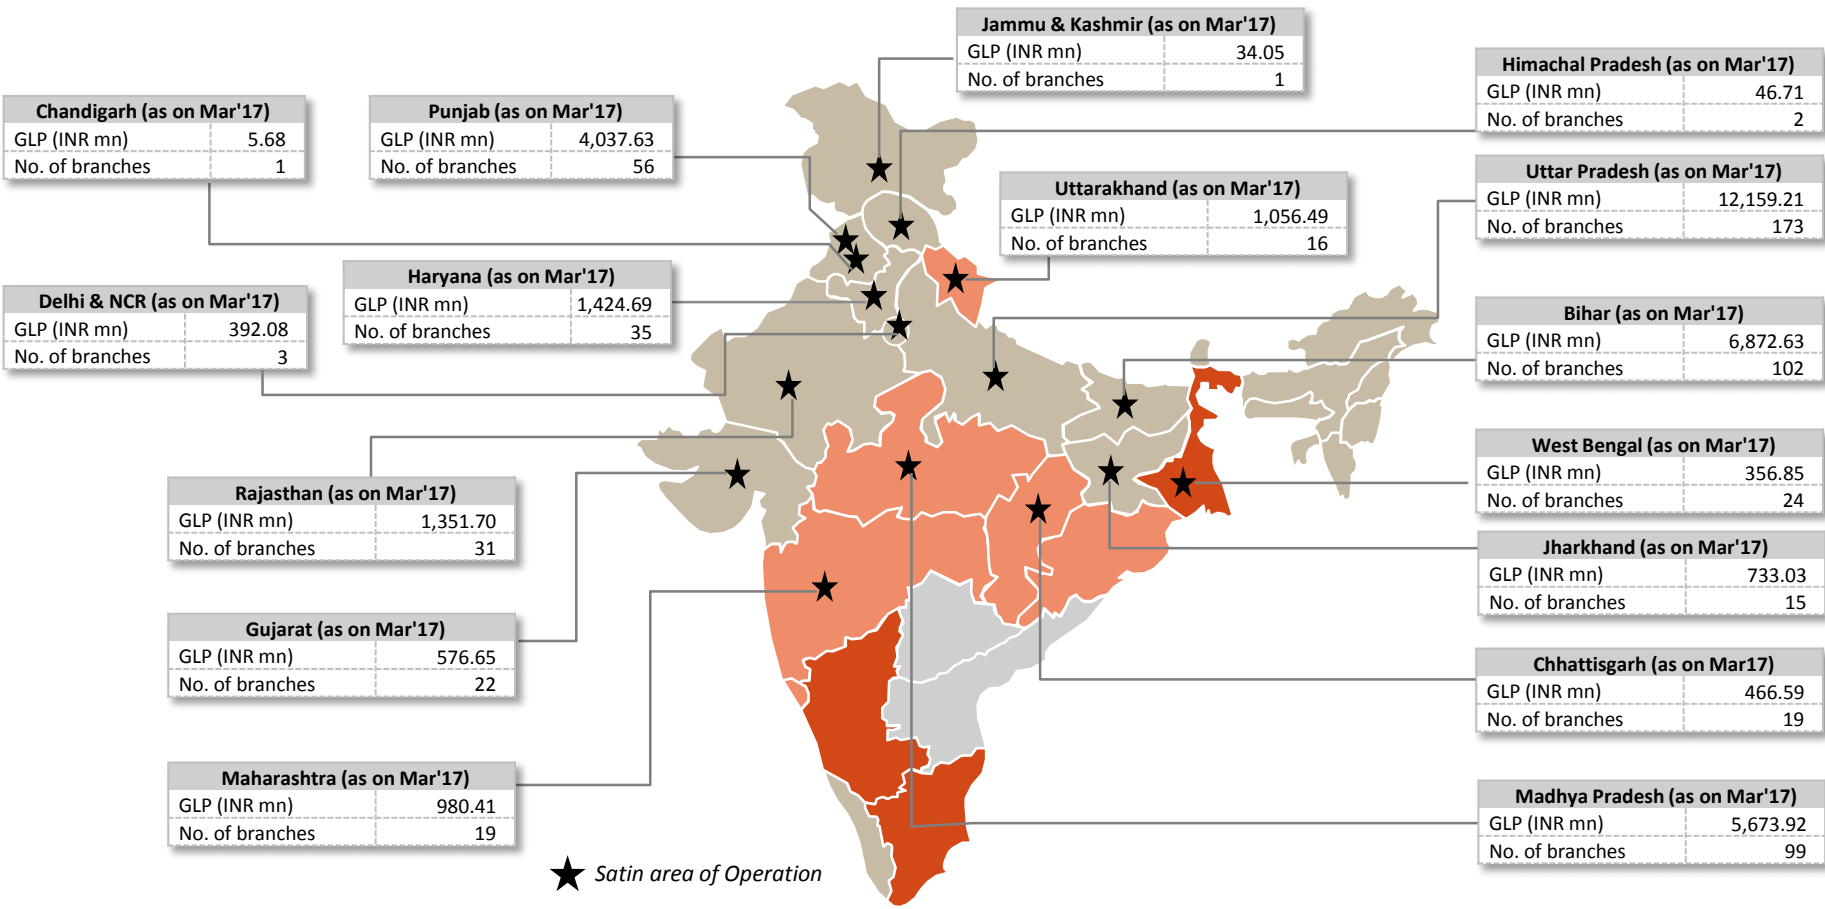 Jammu & Kashmir (as on Mar'17)
GLP (INR mn) 34.05
No. of branches 1
Himachal Pradesh (as on Mar'17)
GLP (INR mn) 46.71
No. of branches 2
Chandigarh (as on Mar'17)
GLP (INR mn) 5.68
No. of branches 1
Punjab (as on Mar'17)
GLP (INR mn) 4,037.63
No. of branches 56
Uttar Pradesh (as on Mar'17)
GLP (INR mn) 12,159.21
No. of branches 173
Uttarakhand (as on Mar'17)
GLP (INR mn) 1,056.49
No. of branches 16
Haryana (as on Mar'17)
GLP (INR mn) 1,424.69
No. of branches 35
Delhi & NCR (as on Mar'17)
GLP (INR mn) 392.08
No. of branches 3
Bihar (as on Mar'17)
GLP (INR mn) 6,872.63
No. of branches 102
West Bengal (as on Mar'17)
GLP (INR mn) 356.85
No. of branches 24
Rajasthan (as on Mar'17)
GLP (INR mn) 1,351.70
No. of branches 31
Jharkhand (as on Mar'17)
GLP (INR mn) 733.03
No. of branches 15
Gujarat (as on Mar'17)
GLP (INR mn) 576.65
No. of branches 22
Chhattisgarh (as on Mar17)
GLP (INR mn) 466.59
No. of branches 19
Maharashtra (as on Mar'17)
GLP (INR mn) 980.41
No. of branches 19
Madhya Pradesh (as on Mar'17)
GLP (INR mn) 5,673.92
No. of branches 99
Satin area of Operation